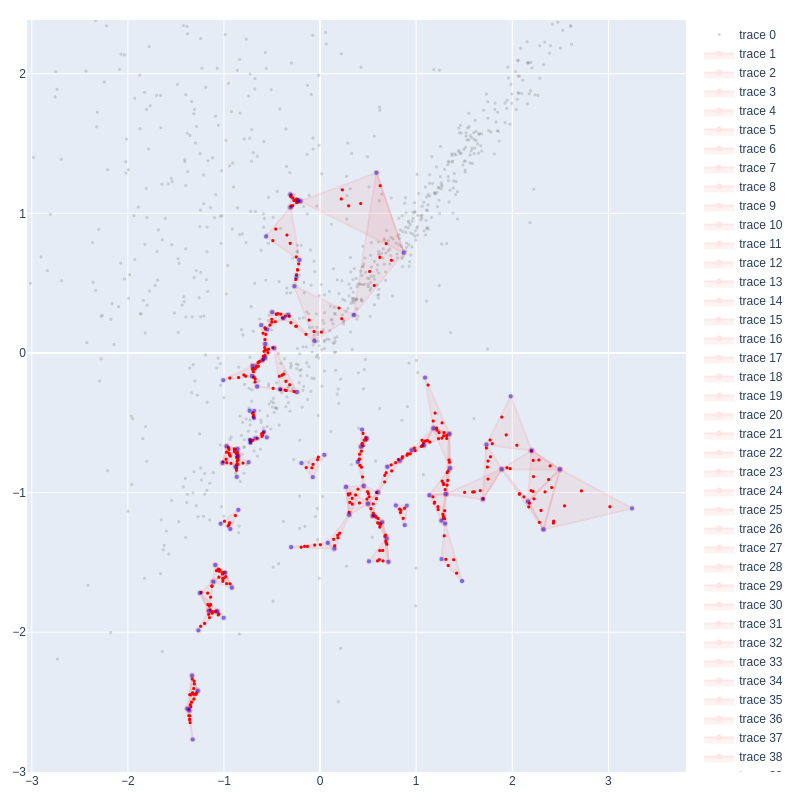 2
1
0
−1
−2
−3
−3
−2
−1
0
1
2
3
trace 0
trace 1
trace 2
trace 3
trace 4
trace 5
trace 6
trace 7
trace 8
trace 9
trace 10
trace 11
trace 12
trace 13
trace 14
trace 15
trace 16
trace 17
trace 18
trace 19
trace 20
trace 21
trace 22
trace 23
trace 24
trace 25
trace 26
trace 27
trace 28
trace 29
trace 30
trace 31
trace 32
trace 33
trace 34
trace 35
trace 36
trace 37
trace 38